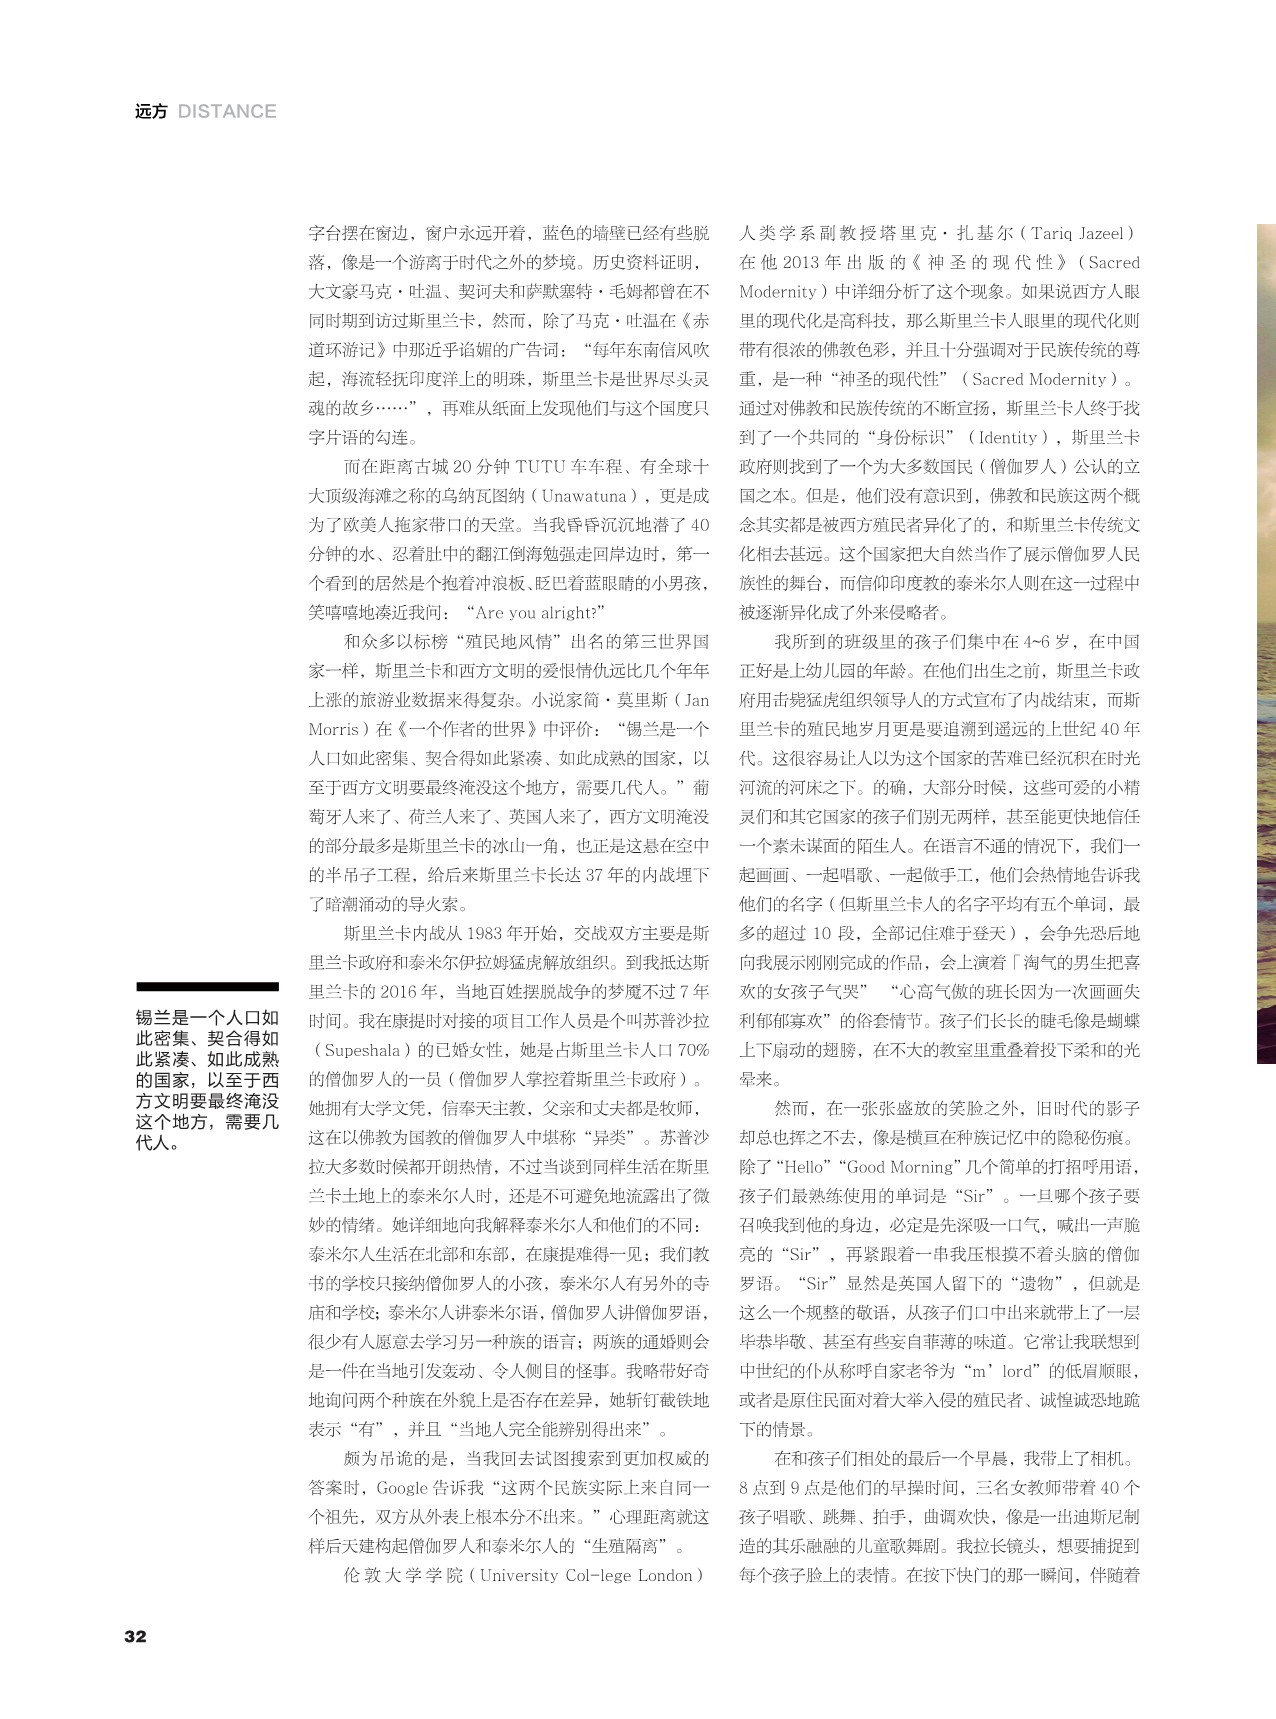 远方 DISTANCE
字台摆在窗边，窗户永远开着，蓝色的墙壁已经有些脱
落，像是一个游离于时代之外的梦境。历史资料证明，
大文豪马克·吐温、契诃夫和萨默塞特·毛姆都曾在不
同时期到访过斯里兰卡，然而，除了马克·吐温在《赤
道环游记》中那近乎谄媚的广告词：“每年东南信风吹
起，海流轻抚印度洋上的明珠，斯里兰卡是世界尽头灵
魂的故乡……”，再难从纸面上发现他们与这个国度只
字片语的勾连。
而在距离古城 20 分钟 TUTU 车车程、有全球十
大顶级海滩之称的乌纳瓦图纳（Unawatuna），更是成
为了欧美人拖家带口的天堂。当我昏昏沉沉地潜了 40
分钟的水、忍着肚中的翻江倒海勉强走回岸边时，第一
个看到的居然是个抱着冲浪板、眨巴着蓝眼睛的小男孩，
笑嘻嘻地凑近我问：“Are you alright?”
和众多以标榜“殖民地风情”出名的第三世界国
家一样，斯里兰卡和西方文明的爱恨情仇远比几个年年
上涨的旅游业数据来得复杂。小说家简·莫里斯（Jan
Morris）在《一个作者的世界》中评价：“锡兰是一个
人口如此密集、契合得如此紧凑、如此成熟的国家，以
至于西方文明要最终淹没这个地方，需要几代人。”葡
萄牙人来了、荷兰人来了、英国人来了，西方文明淹没
的部分最多是斯里兰卡的冰山一角，也正是这悬在空中
的半吊子工程，给后来斯里兰卡长达 37 年的内战埋下
了暗潮涌动的导火索。
斯里兰卡内战从 1983 年开始，交战双方主要是斯
里兰卡政府和泰米尔伊拉姆猛虎解放组织。到我抵达斯
里兰卡的 2016 年，当地百姓摆脱战争的梦魇不过 7 年
时间。我在康提时对接的项目工作人员是个叫苏普沙拉
（Supeshala）的已婚女性，她是占斯里兰卡人口 70%
的僧伽罗人的一员（僧伽罗人掌控着斯里兰卡政府）。
她拥有大学文凭，信奉天主教，父亲和丈夫都是牧师，
这在以佛教为国教的僧伽罗人中堪称“异类”。苏普沙
拉大多数时候都开朗热情，不过当谈到同样生活在斯里
兰卡土地上的泰米尔人时，还是不可避免地流露出了微
妙的情绪。她详细地向我解释泰米尔人和他们的不同：
泰米尔人生活在北部和东部，在康提难得一见；我们教
书的学校只接纳僧伽罗人的小孩，泰米尔人有另外的寺
庙和学校；泰米尔人讲泰米尔语，僧伽罗人讲僧伽罗语，
很少有人愿意去学习另一种族的语言；两族的通婚则会
是一件在当地引发轰动、令人侧目的怪事。我略带好奇
地询问两个种族在外貌上是否存在差异，她斩钉截铁地
表示“有”，并且“当地人完全能辨别得出来”。
颇为吊诡的是，当我回去试图搜索到更加权威的
答案时，Google 告诉我“这两个民族实际上来自同一
个祖先，双方从外表上根本分不出来。”心理距离就这
样后天建构起僧伽罗人和泰米尔人的“生殖隔离”。
伦敦大学学院（University Col-lege London）
人类学系副教授塔里克·扎基尔（Tariq Jazeel）
在他 2013 年出版的《神圣的现代性》（Sacred
Modernity）中详细分析了这个现象。如果说西方人眼
里的现代化是高科技，那么斯里兰卡人眼里的现代化则
带有很浓的佛教色彩，并且十分强调对于民族传统的尊
重，是一种“神圣的现代性”（Sacred Modernity）。
通过对佛教和民族传统的不断宣扬，斯里兰卡人终于找
到了一个共同的“身份标识”（Identity），斯里兰卡
政府则找到了一个为大多数国民（僧伽罗人）公认的立
国之本。但是，他们没有意识到，佛教和民族这两个概
念其实都是被西方殖民者异化了的，和斯里兰卡传统文
化相去甚远。这个国家把大自然当作了展示僧伽罗人民
族性的舞台，而信仰印度教的泰米尔人则在这一过程中
被逐渐异化成了外来侵略者。
我所到的班级里的孩子们集中在 4~6 岁，在中国
正好是上幼儿园的年龄。在他们出生之前，斯里兰卡政
府用击毙猛虎组织领导人的方式宣布了内战结束，而斯
里兰卡的殖民地岁月更是要追溯到遥远的上世纪 40 年
代。这很容易让人以为这个国家的苦难已经沉积在时光
河流的河床之下。的确，大部分时候，这些可爱的小精
灵们和其它国家的孩子们别无两样，甚至能更快地信任
一个素未谋面的陌生人。在语言不通的情况下，我们一
起画画、一起唱歌、一起做手工，他们会热情地告诉我
他们的名字（但斯里兰卡人的名字平均有五个单词，最
多的超过 10 段，全部记住难于登天），会争先恐后地
向我展示刚刚完成的作品，会上演着「淘气的男生把喜
欢的女孩子气哭” “心高气傲的班长因为一次画画失
利郁郁寡欢”的俗套情节。孩子们长长的睫毛像是蝴蝶
上下扇动的翅膀，在不大的教室里重叠着投下柔和的光
晕来。
然而，在一张张盛放的笑脸之外，旧时代的影子
却总也挥之不去，像是横亘在种族记忆中的隐秘伤痕。
除了“Hello”“Good Morning”几个简单的打招呼用语，
孩子们最熟练使用的单词是“Sir”。一旦哪个孩子要
召唤我到他的身边，必定是先深吸一口气，喊出一声脆
亮的“Sir”，再紧跟着一串我压根摸不着头脑的僧伽
罗语。“Sir”显然是英国人留下的“遗物”，但就是
这么一个规整的敬语，从孩子们口中出来就带上了一层
毕恭毕敬、甚至有些妄自菲薄的味道。它常让我联想到
中世纪的仆从称呼自家老爷为“m’lord”的低眉顺眼，
或者是原住民面对着大举入侵的殖民者、诚惶诚恐地跪
下的情景。
在和孩子们相处的最后一个早晨，我带上了相机。
8 点到 9 点是他们的早操时间，三名女教师带着 40 个
孩子唱歌、跳舞、拍手，曲调欢快，像是一出迪斯尼制
造的其乐融融的儿童歌舞剧。我拉长镜头，想要捕捉到
每个孩子脸上的表情。在按下快门的那一瞬间，伴随着
锡兰是一个人口如
此密集、契合得如
此紧凑、如此成熟
的国家，以至于西
方文明要最终淹没
这个地方，需要几
代人。
32